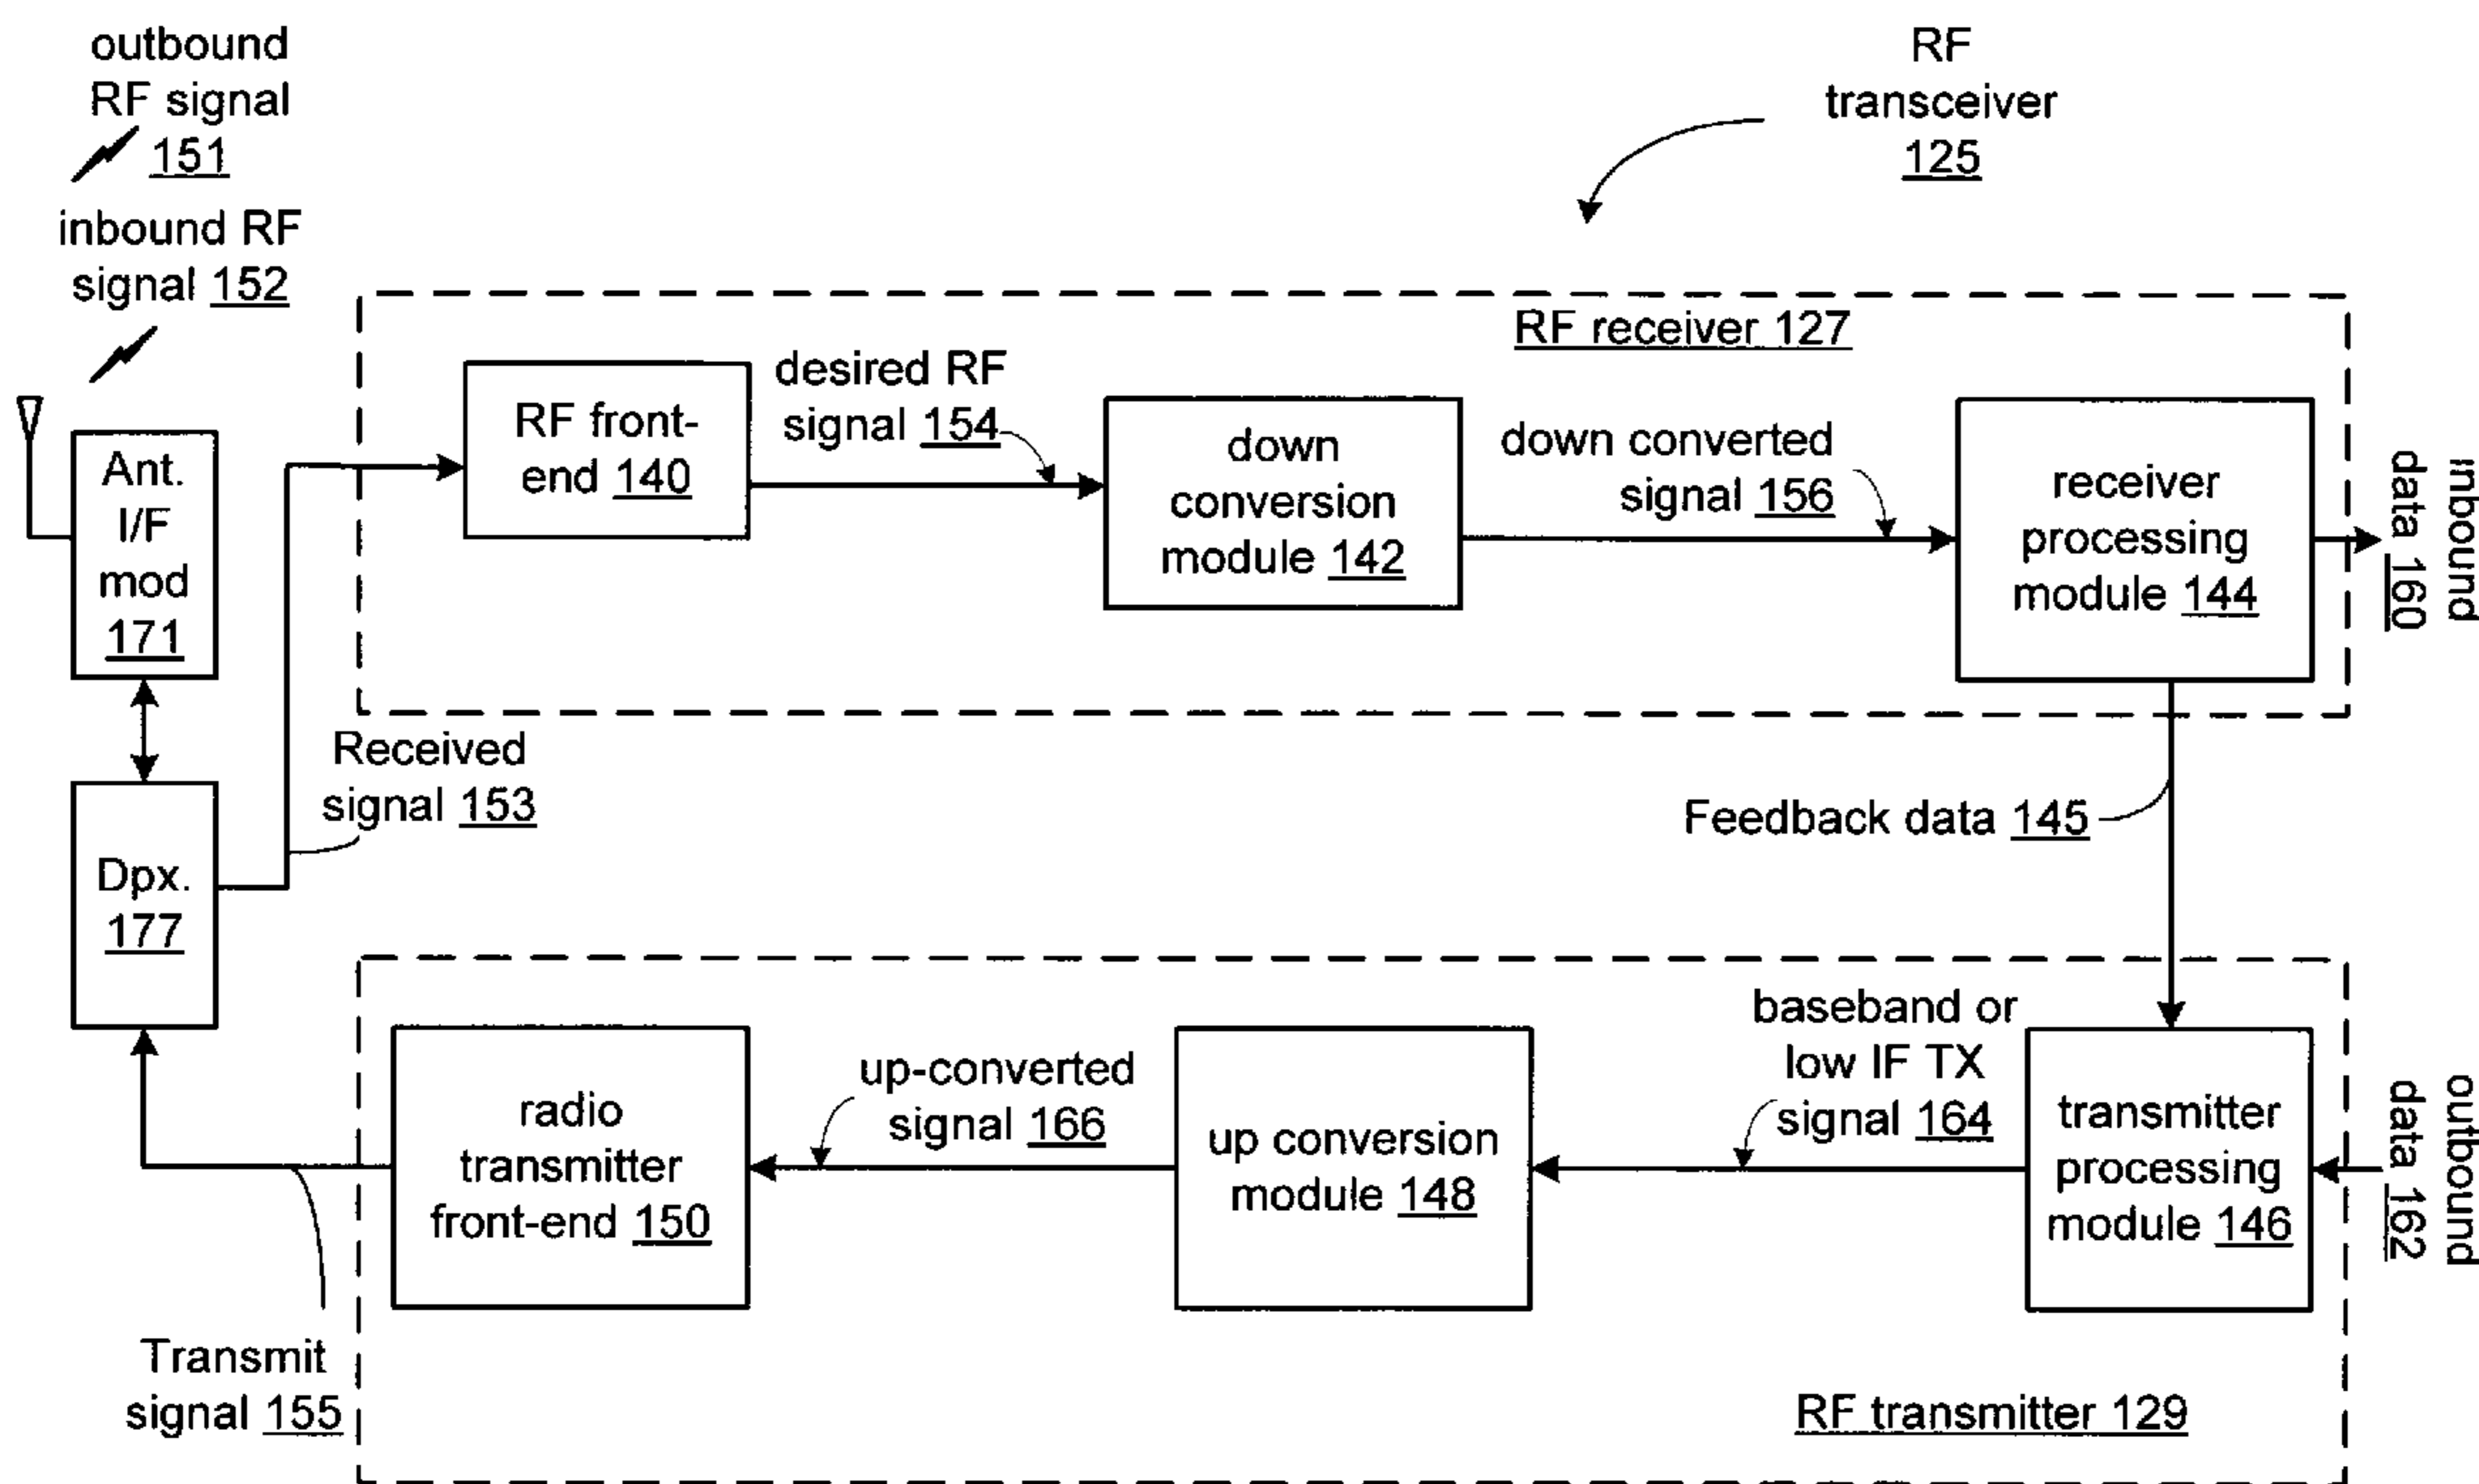 outbound
RF signal
151
inbound RF
signal 152
RF
transceiver
125
RF receiver 127
Ant.
I/F
mod
171
RF front-
end 140
desired RF
signal 154
down
conversion
module 142
down converted
signal 156
receiver
processing
module 144
inbound
data 160
Received
signal 153
Feedback data 145
Dpx.
177
radio
transmitter
front-end 150
up-converted
signal 166
up conversion
module 148
baseband or
low IF TX
signal 164
transmitter
processing
module 146
outbound
data 162
Transmit
signal 155
RF transmitter 129